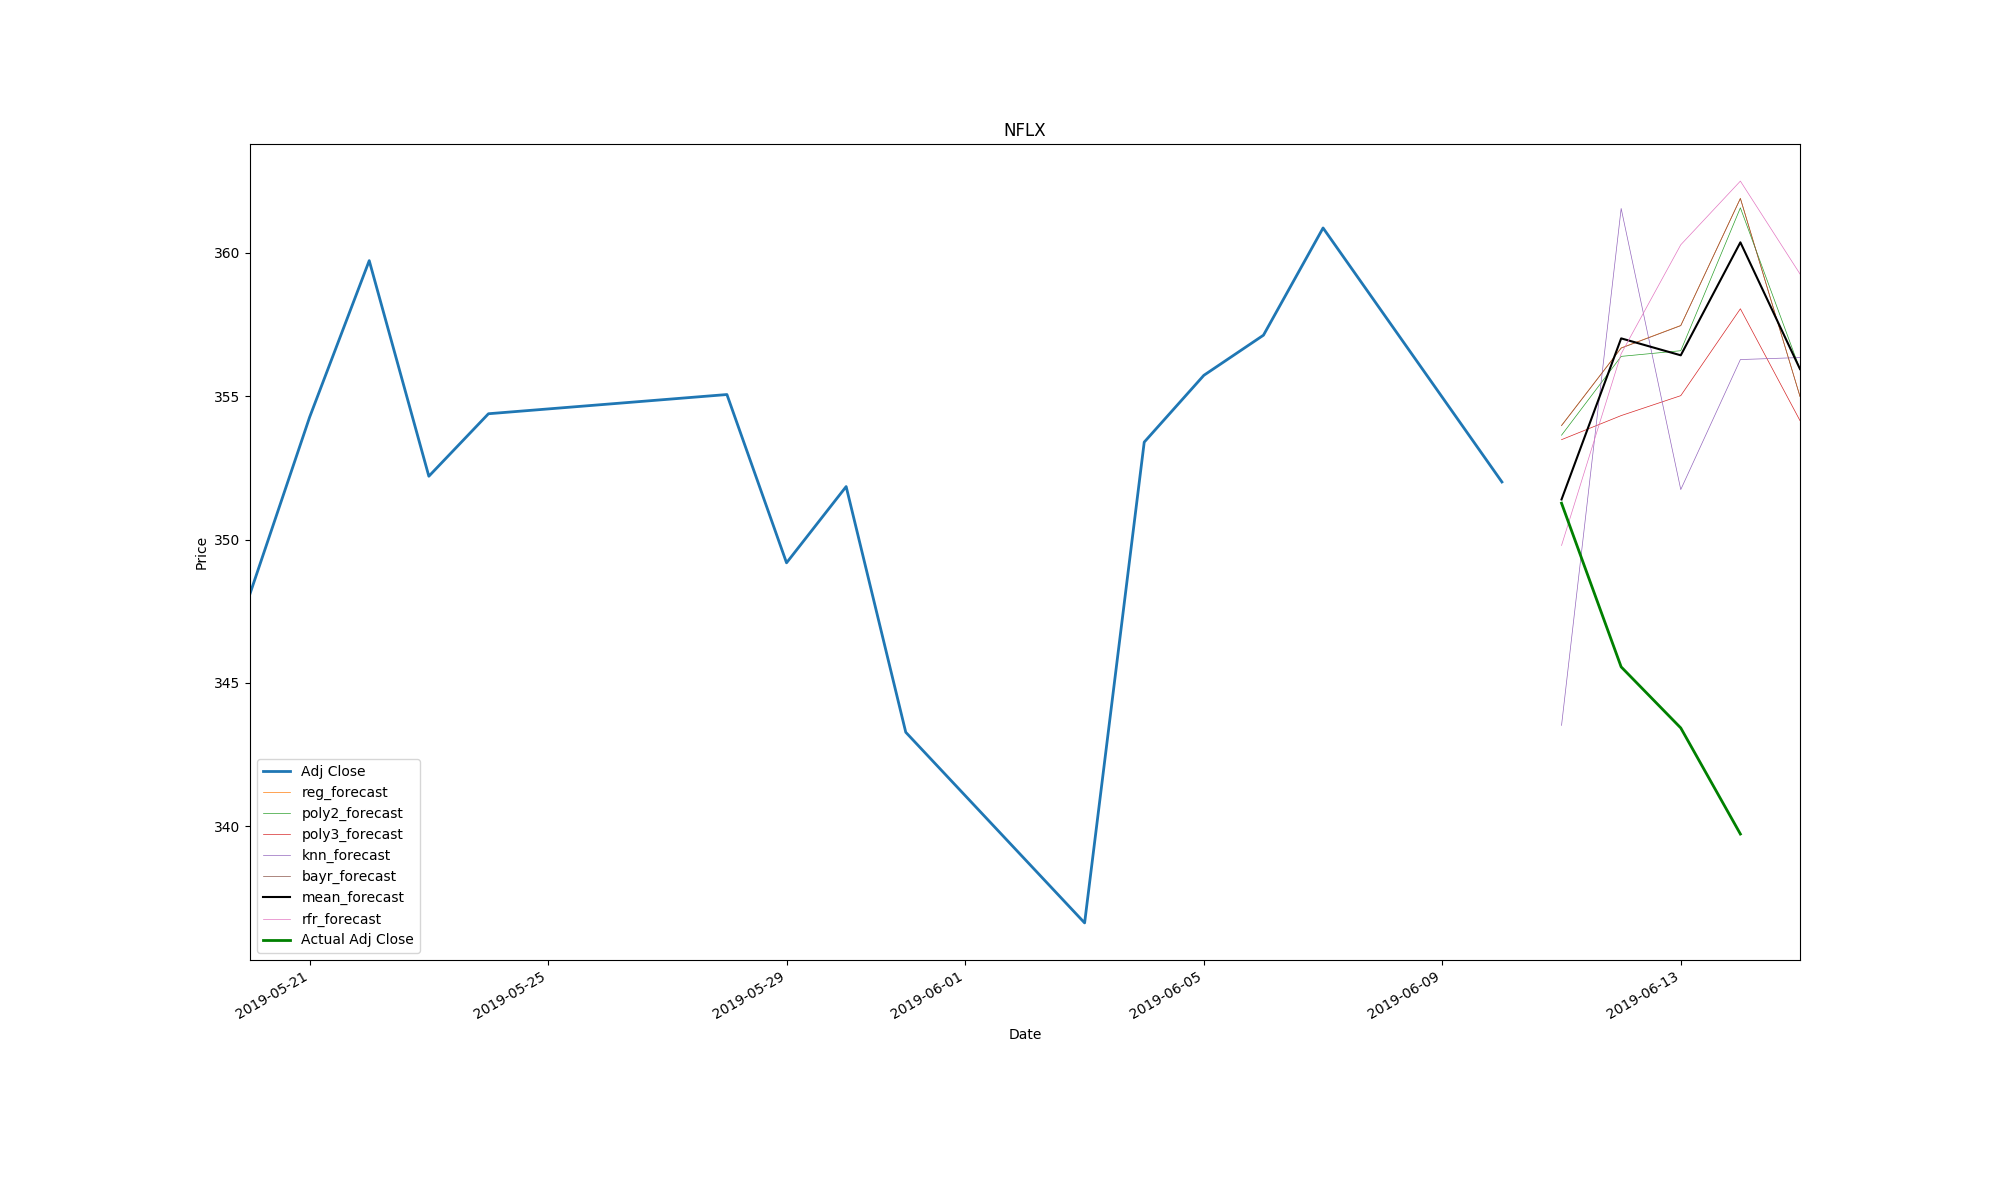 NFLX
Price
360
355
350
345
340
Adj Close
reg_forecast
poly2_forecast
poly3_forecast
knn_forecast
bayr_forecast
mean_forecast
rfr_forecast
Actual Adj Close
2019-05-21
2019-05-25
2019-05-29
2019-06-01
2019-06-05
2019-06-09
2019-06-13
Date